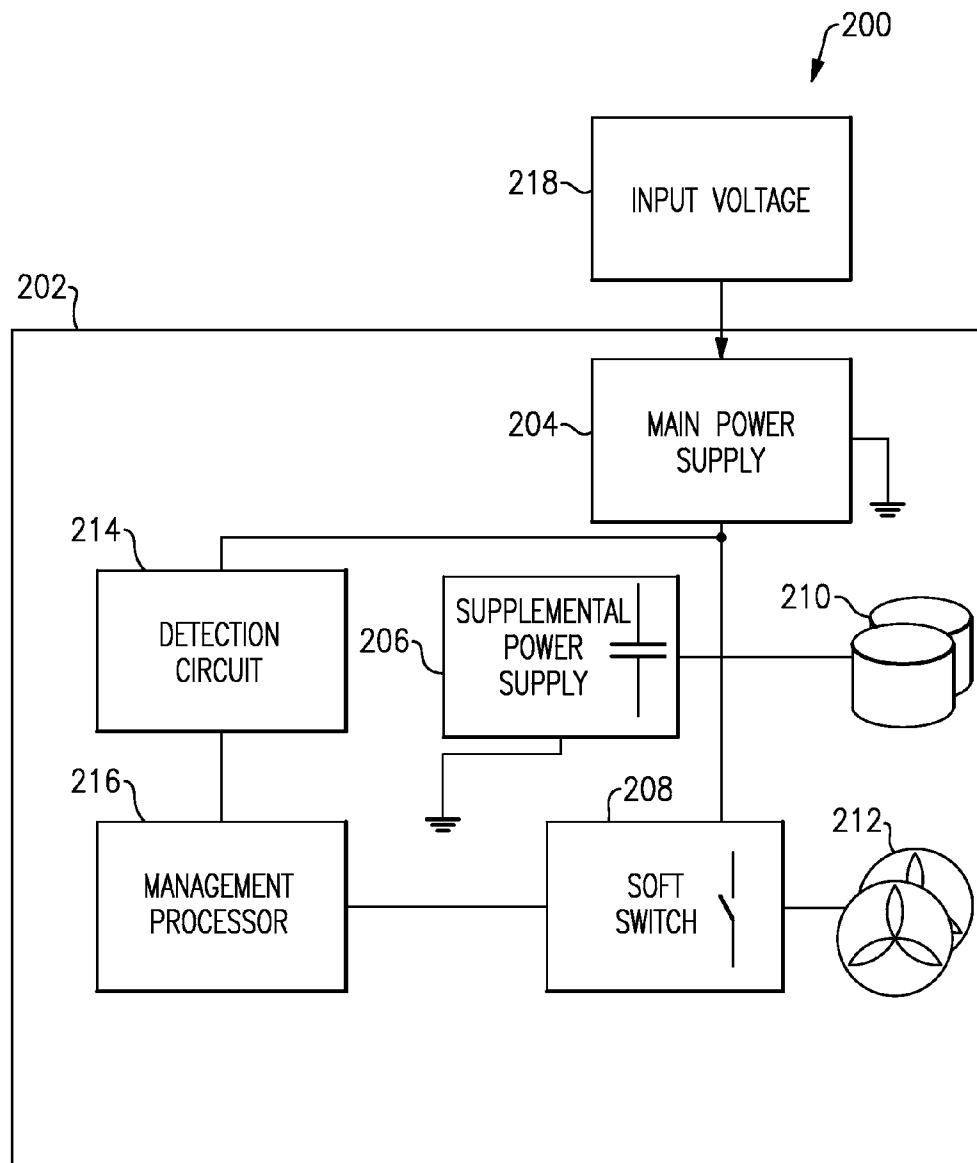 200
218
INPUT VOLTAGE
202
204
MAIN POWER
SUPPLY
214
DETECTION
CIRCUIT
206
SUPPLEMENTAL
POWER
SUPPLY
210
216
MANAGEMENT
PROCESSOR
208
SOFT
SWITCH
212